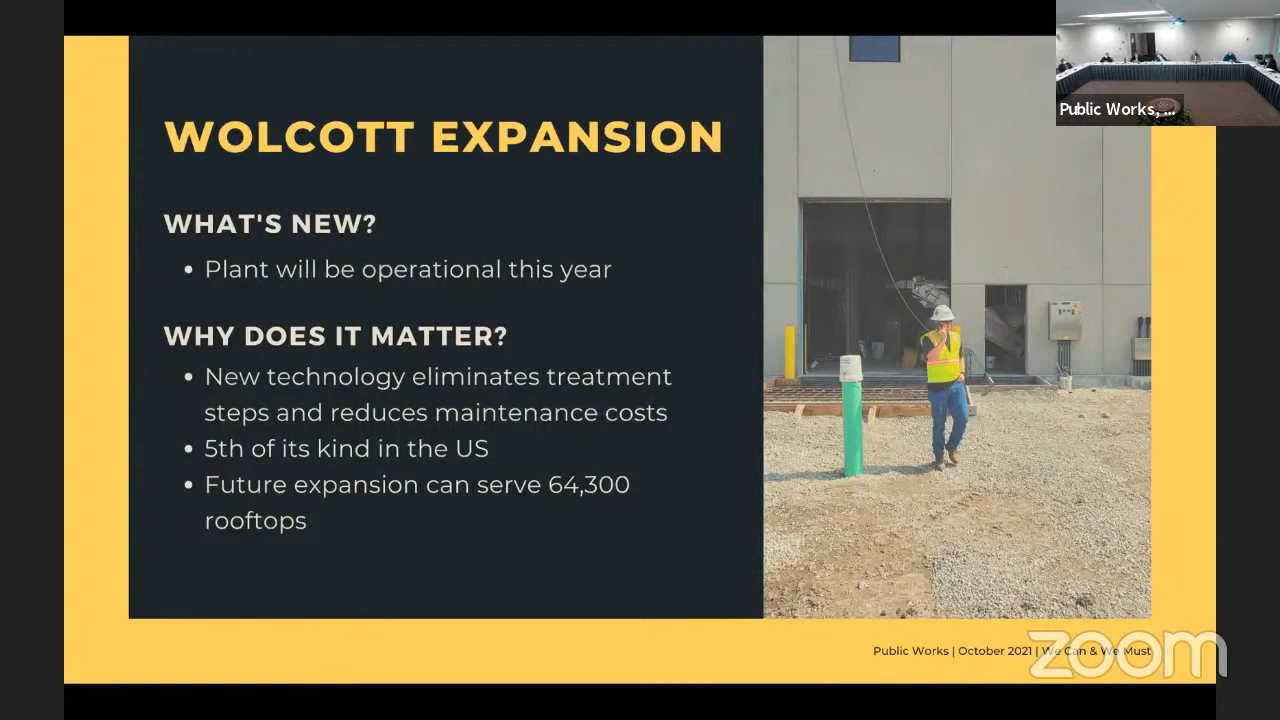 Public Works, ...
WOLCOTT EXPANSION
WHAT'S NEW?
• Plant will be operational this year
WHY DOES IT MATTER?
• New technology eliminates treatment
steps and reduces maintenance costs
• 5th of its kind in the US
• Future expansion can serve 64,300
rooftops
Public Works | October 2021 | We Can & We Must
zoom